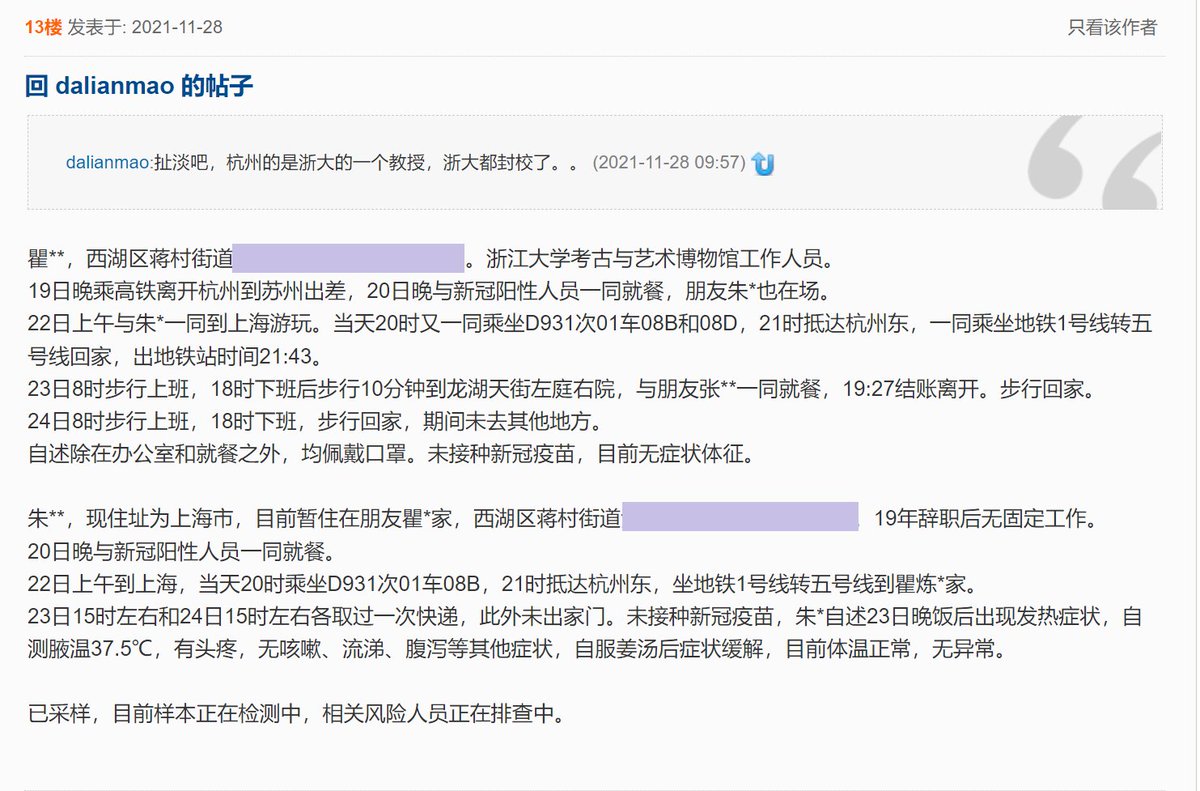 13楼 发表于: 2021-11-28 只看该作者
回 dalianmao 的帖子
dalianmao:扯淡吧，杭州的是浙大的一个教授，浙大都封校了。。 (2021-11-28 09:57)
瞿**，西湖区蒋村街道。浙江大学考古与艺术博物馆工作人员。
19日晚乘高铁离开杭州到苏州出差，20日晚与新冠阳性人员一同就餐，朋友朱*也在场。
22日上午与朱*一同到上海游玩。当天20时又一同乘坐D931次01车08B和08D，21时抵达杭州东，一同乘坐地铁1号线转五
号线回家，出地铁站时间21:43。
23日8时步行上班，18时下班后步行10分钟到龙湖天街左庭右院，与朋友张**一同就餐，19:27结账离开。步行回家。
24日8时步行上班，18时下班，步行回家，期间未去其他地方。
自述除在办公室和就餐之外，均佩戴口罩。未接种新冠疫苗，目前无症状体征。
朱**，现住址为上海市，目前暂住在朋友瞿*家，西湖区蒋村街道 19年辞职后无固定工作。
20日晚与新冠阳性人员一同就餐。
22日上午到上海，当天20时乘坐D931次01车08B，21时抵达杭州东，坐地铁1号线转五号线到瞿炼*家。
23日15时左右和24日15时左右各取过一次快递，此外未出家门。未接种新冠疫苗，朱*自述23日晚饭后出现发热症状，自
测腋温37.5℃，有头疼，无咳嗽、流涕、腹泻等其他症状，自服姜汤后症状缓解，目前体温正常，无异常。
已采样，目前样本正在检测中，相关风险人员正在排查中。